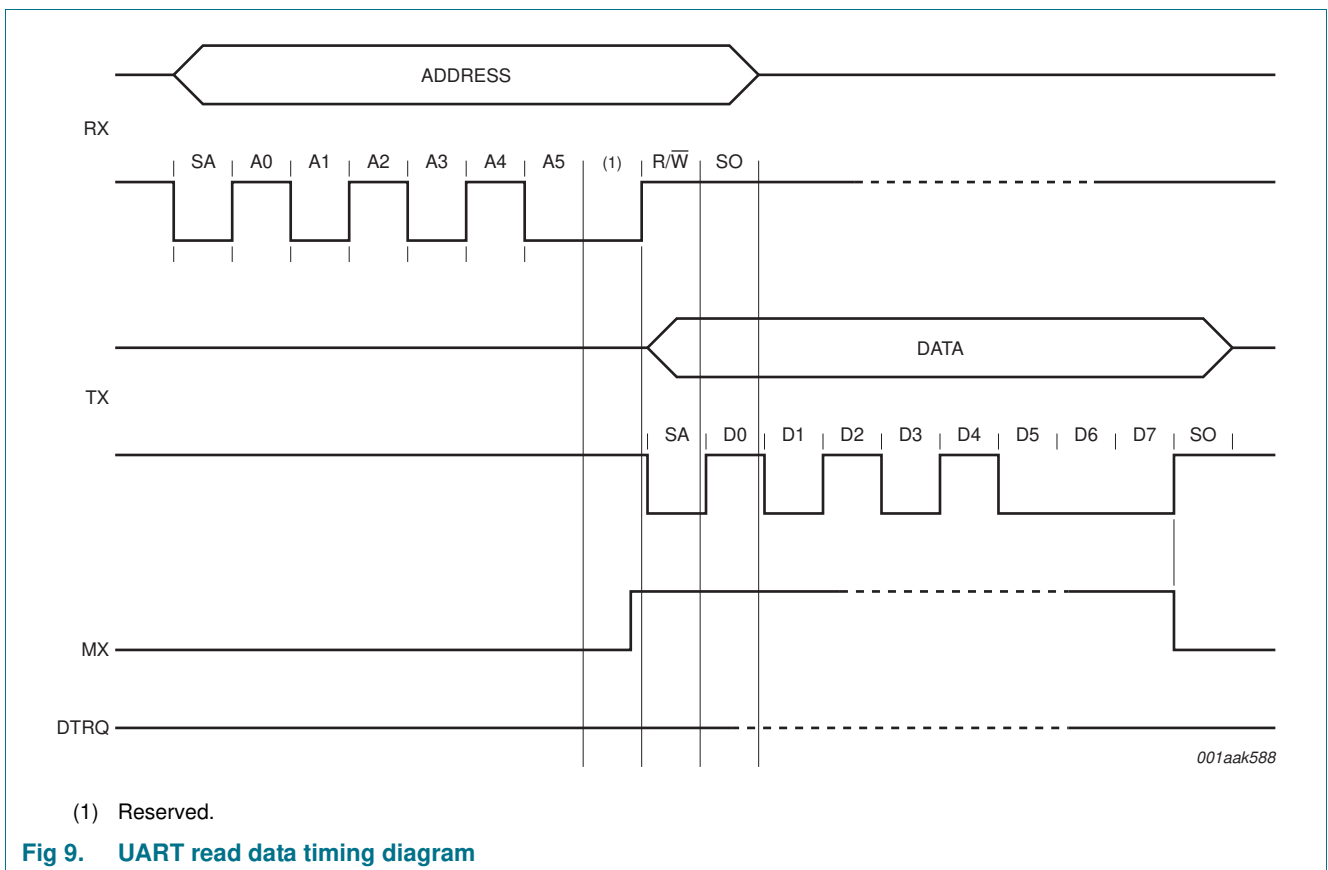 ADDRESS
RX
SA A0 A1 A2 A3 A4 A5 (1) R/W̅ SO
DATA
TX
SA D0 D1 D2 D3 D4 D5 D6 D7 SO
MX
DTRQ
001aak588
(1) Reserved.
Fig 9. UART read data timing diagram